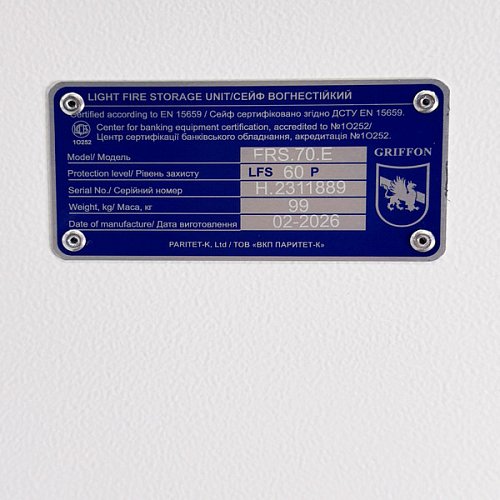 LIGHT FIRE STORAGE UNIT/СЕЙФ ВОГНЕСТІЙКИЙ
Certified according to EN 15659 / Сейф сертифіковано згідно ДСТУ EN 15659.
Center for banking equipment certification, accredited to №1O252/
1O252
Центр сертифікації банківського обладнання, акредитація №1O252.
Model/ Модель FRS.70.E
GRIFFON
Protection level/ Рівень захисту LFS 60 P
Serial No./ Серійний номер H.2311889
Weight, kg/ Маса, кг 99
Date of manufacture/ Дата виготовлення 02-2026
PARITET-K, Ltd / ТОВ «ВКП ПАРИТЕТ-К»